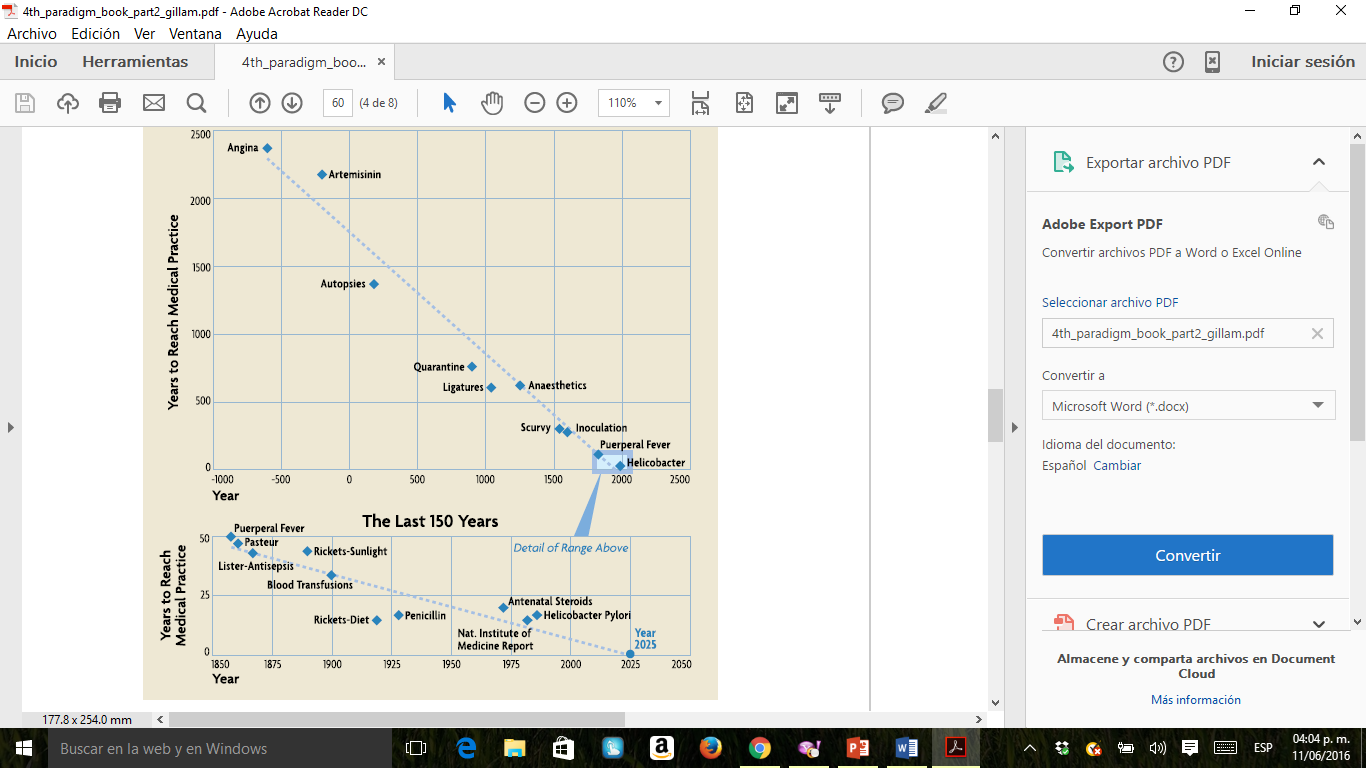 4th_paradigm_book_part2_gillam.pdf - Adobe Acrobat Reader DC
Archivo Edición Ver Ventana Ayuda
Inicio Herramientas 4th_paradigm_boo... ×
Iniciar sesión
60 (4 de 8) 110%
Years to Reach Medical Practice
2500
2000
1500
1000
500
0
Angina
Artemisinin
Autopsies
Quarantine
Ligatures
Anaesthetics
Scurvy
Inoculation
Puerperal Fever
Helicobacter
-1000 -500 0 500 1000 1500 2000 2500
Year
The Last 150 Years
Years to Reach
Medical Practice
50
25
0
Puerperal Fever
Pasteur
Lister-Antisepsis
Rickets-Sunlight
Blood Transfusions
Rickets-Diet
Penicillin
Detail of Range Above
Antenatal Steroids
Helicobacter Pylori
Nat. Institute of
Medicine Report
Year
2025
1850 1875 1900 1925 1950 1975 2000 2025 2050
Year
177.8 x 254.0 mm
Exportar archivo PDF
Adobe Export PDF
Convertir archivos PDF a Word o Excel Online
Seleccionar archivo PDF
4th_paradigm_book_part2_gillam.pdf
Convertir a
Microsoft Word (*.docx)
Idioma del documento:
Español Cambiar
Convertir
Crear archivo PDF
Almacene y comparta archivos en Document
Cloud
Más información
Buscar en la web y en Windows
ESP
04:04 p. m.
11/06/2016